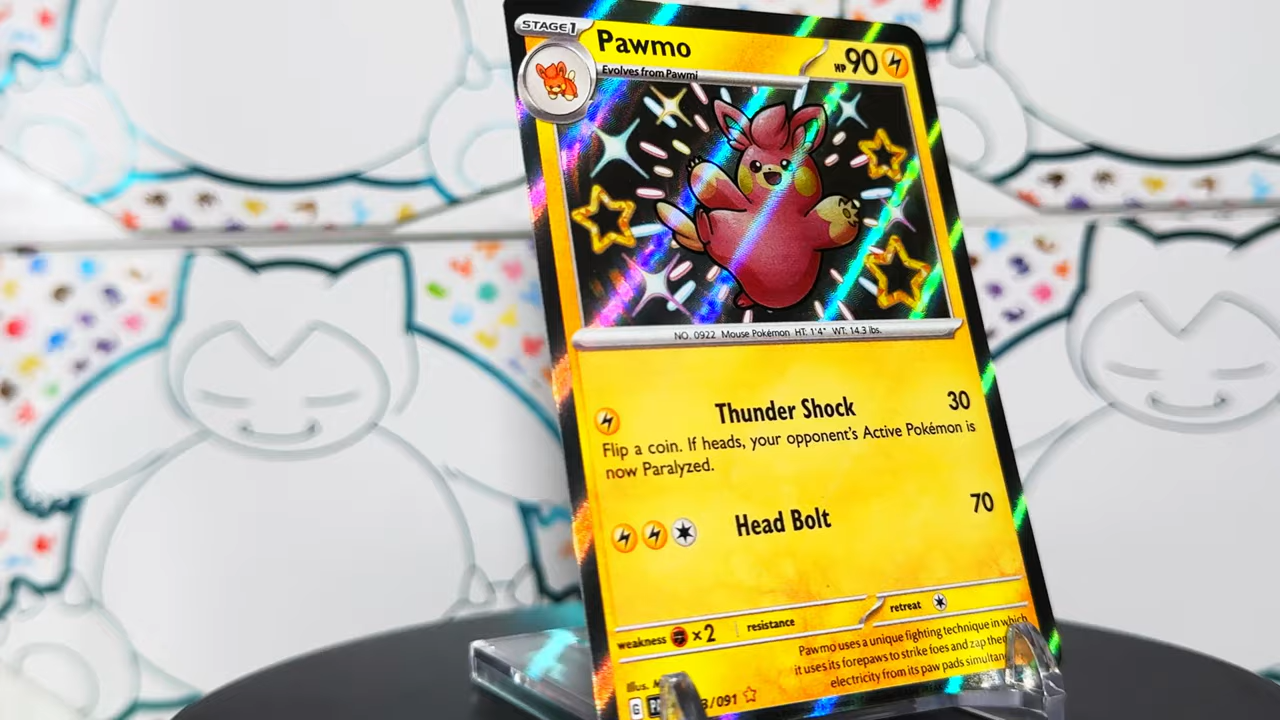 STAGE 1
Pawmo
HP 90
Evolves from Pawmi
NO. 0922 Mouse Pokémon HT: 1'4" WT: 14.3 lbs.
Thunder Shock 30
Flip a coin. If heads, your opponent's Active Pokémon is
now Paralyzed.
Head Bolt 70
weakness ×2 resistance retreat
Pawmo uses a unique fighting technique in which
it uses its forepaws to strike foes and zap
electricity from its paw pads
Illus.
G /091